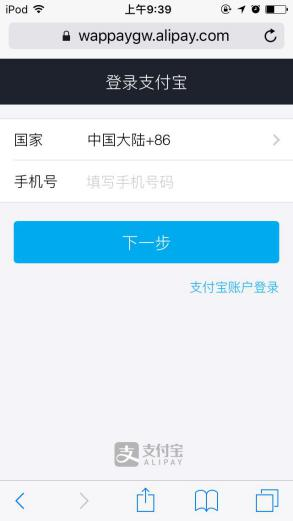 iPod 上午9:39
wappaygw.alipay.com
登录支付宝
国家 中国大陆+86
手机号 填写手机号码
下一步
支付宝账户登录
支 支付宝
ALIPAY